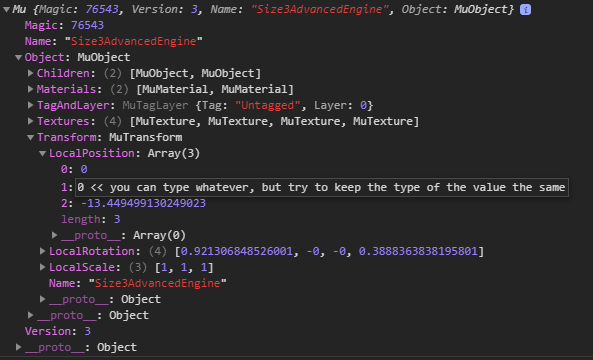 Mu {Magic: 76543, Version: 3, Name: "Size3AdvancedEngine", Object: MuObject} i
Magic: 76543
Name: "Size3AdvancedEngine"
Object: MuObject
Children: (2) [MuObject, MuObject]
Materials: (2) [MuMaterial, MuMaterial]
TagAndLayer: MuTagLayer {Tag: "Untagged", Layer: 0}
Textures: (4) [MuTexture, MuTexture, MuTexture, MuTexture]
Transform: MuTransform
LocalPosition: Array(3)
0: 0
1: 0 << you can type whatever, but try to keep the type of the value the same
2: -13.449499130249023
length: 3
__proto__: Array(0)
LocalRotation: (4) [0.921306848526001, -0, -0, 0.3888363838195801]
LocalScale: (3) [1, 1, 1]
Name: "Size3AdvancedEngine"
__proto__: Object
__proto__: Object
Version: 3
__proto__: Object